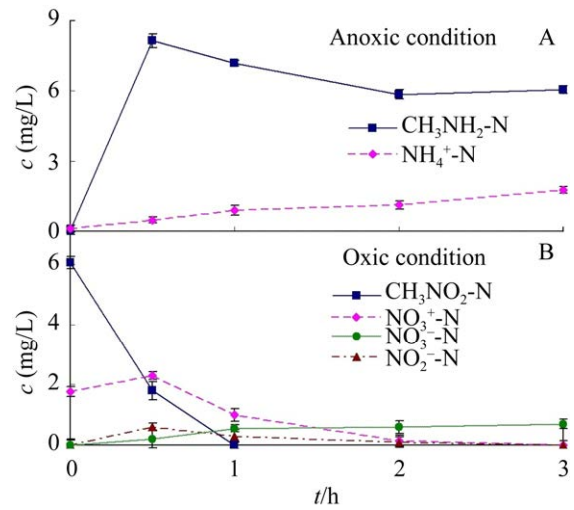 Anoxic condition A
9
6
3
0
c (mg/L)
CH₃NH₂-N
NH₄⁺-N
Oxic condition B
6
4
2
0
c (mg/L)
CH₃NO₂-N
NO₃⁺-N
NO₃⁻-N
NO₂⁻-N
0 1 2 3
t/h